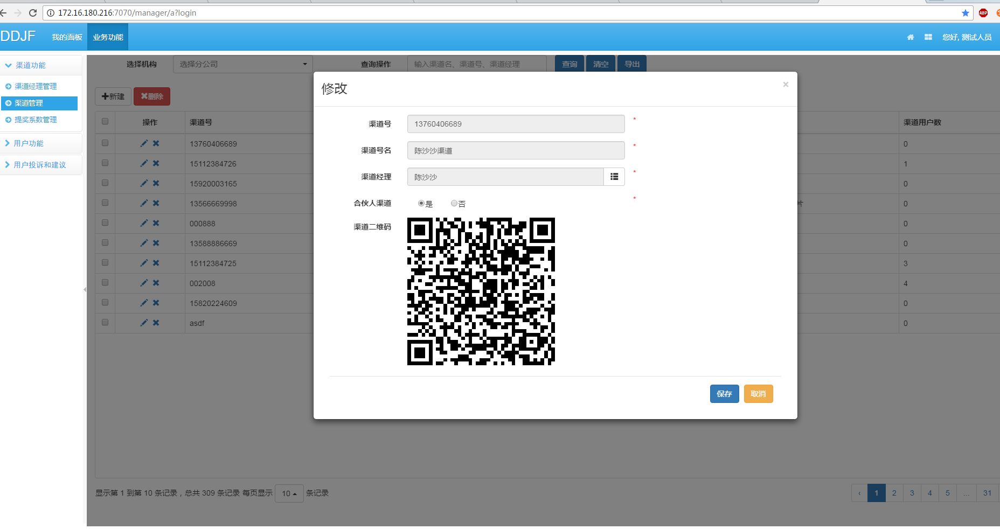 172.16.180.216:7070/manager/a?login
ABP
DDJF 我的面板 业务功能 您好, 测试人员
渠道功能
渠道经理管理
渠道管理
提奖系数管理
用户功能
用户投诉和建议
选择机构 选择分公司 查询操作 输入渠道名、渠道号、渠道经理 查询 清空 导出
新建 删除
操作 渠道号 渠道用户数
13760406689 0
15112384726 1
15920003165 0
13566669998 片 0
000888 0
13588886669 0
15112384725 3
002008 4
15820224609 0
asdf 0
修改 ×
渠道号 13760406689 *
渠道号名 陈沙沙渠道 *
渠道经理 陈沙沙 *
合伙人渠道 是 否 *
渠道二维码
保存 取消
显示第 1 到第 10 条记录，总共 309 条记录 每页显示 10 条记录
‹ 1 2 3 4 5 ... 31